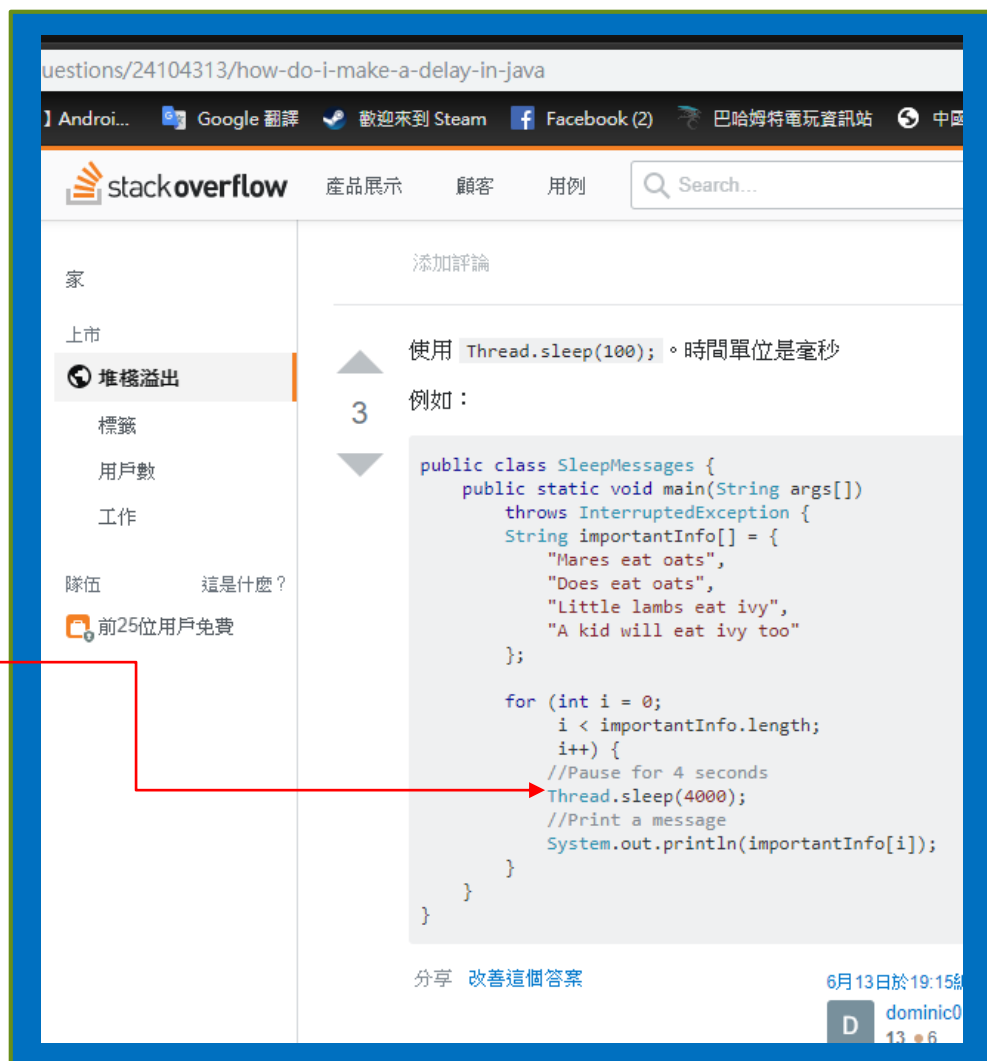 uestions/24104313/how-do-i-make-a-delay-in-java
】Androi... Google 翻譯 歡迎來到 Steam Facebook (2) 巴哈姆特電玩資訊站 中國
stackoverflow 產品展示 顧客 用例 Search...
添加評論
家
上市
堆棧溢出
標籤
用戶數
工作
隊伍 這是什麼？
前25位用戶免費
使用 Thread.sleep(100); 。時間單位是毫秒
3
例如：
public class SleepMessages {
public static void main(String args[])
throws InterruptedException {
String importantInfo[] = {
"Mares eat oats",
"Does eat oats",
"Little lambs eat ivy",
"A kid will eat ivy too"
};
for (int i = 0;
i < importantInfo.length;
i++) {
//Pause for 4 seconds
Thread.sleep(4000);
//Print a message
System.out.println(importantInfo[i]);
}
}
}
分享 改善這個答案
6月13日於19:15編
D
dominic0
13 ●6